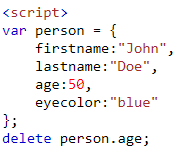 <script>
var person = {
    firstname:"John",
    lastname:"Doe",
    age:50,
    eyecolor:"blue"
};
delete person.age;